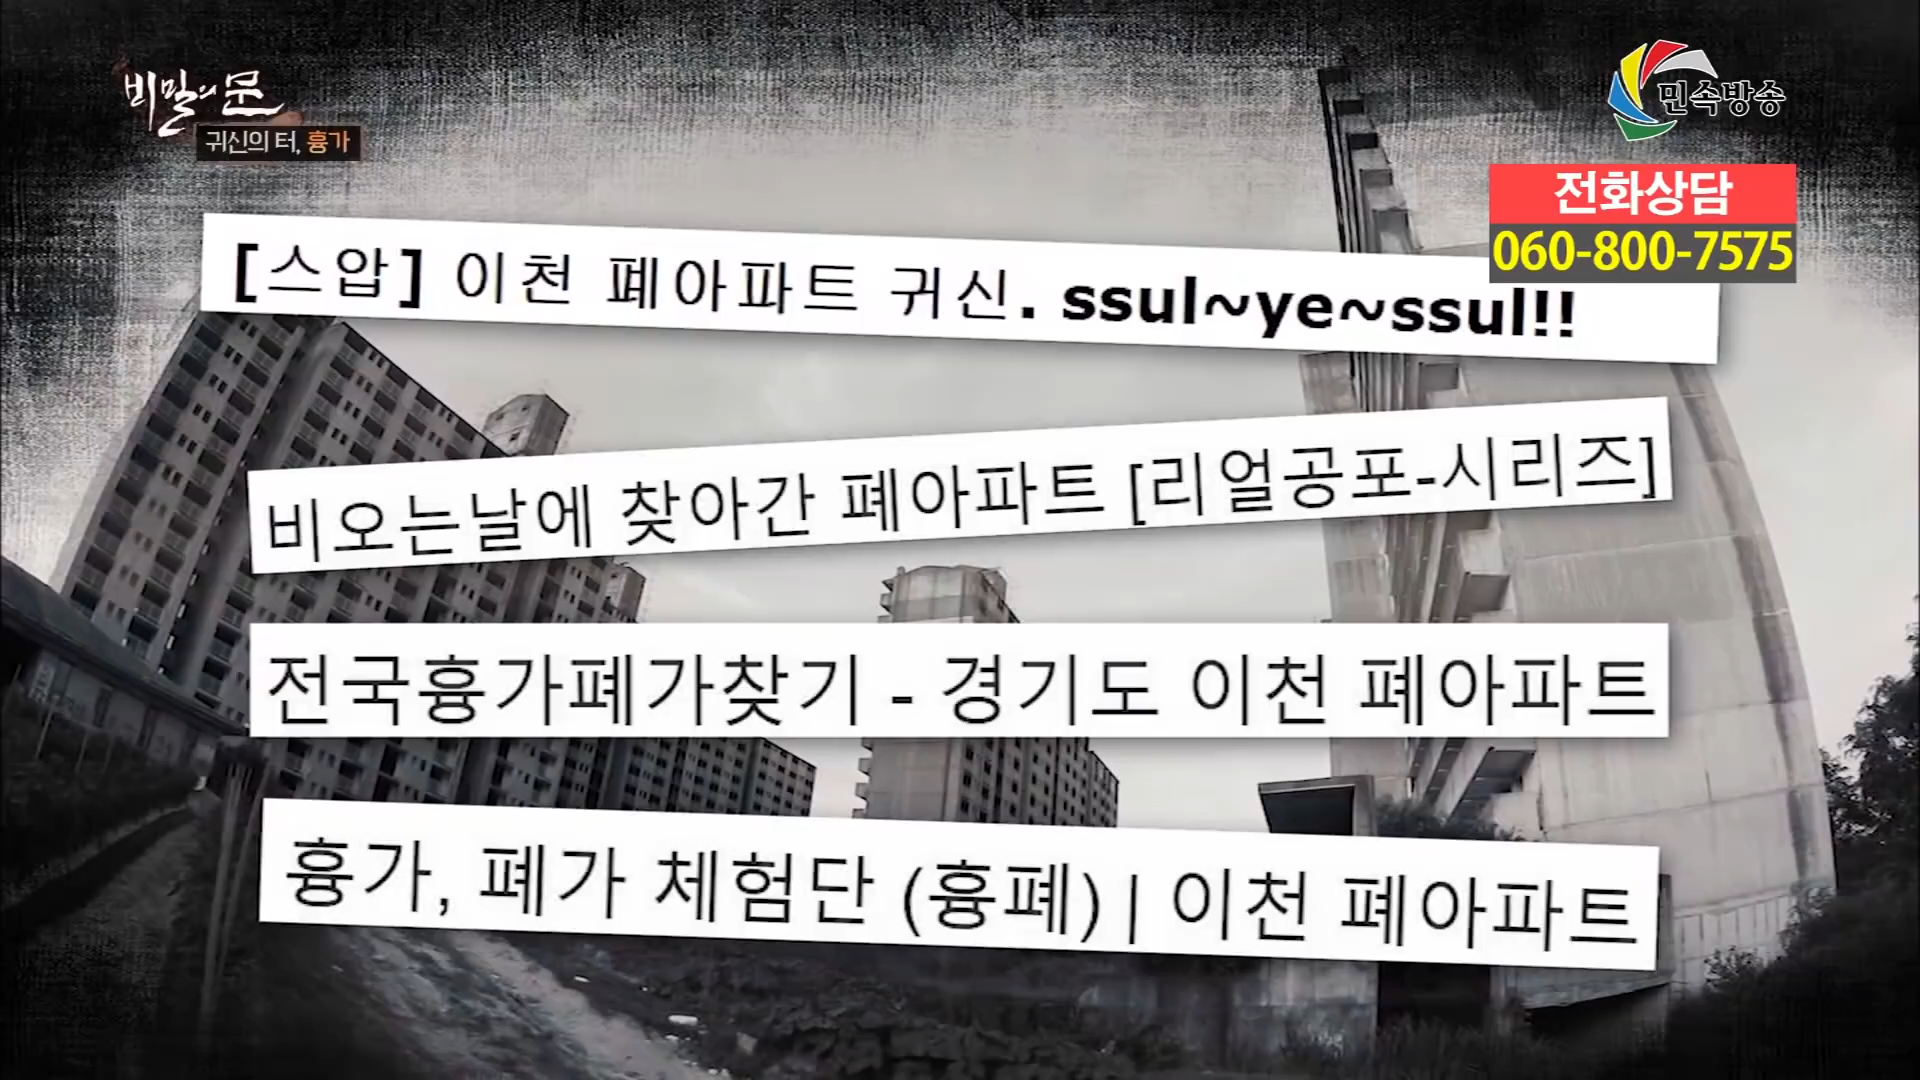 비밀의 문
귀신의 터, 흉가
민속방송
전화상담
060-800-7575
[스압] 이천 폐아파트 귀신. ssul~ye~ssul!!
비오는날에 찾아간 폐아파트 [리얼공포-시리즈]
전국흉가폐가찾기 - 경기도 이천 폐아파트
흉가, 폐가 체험단 (흉폐) | 이천 폐아파트